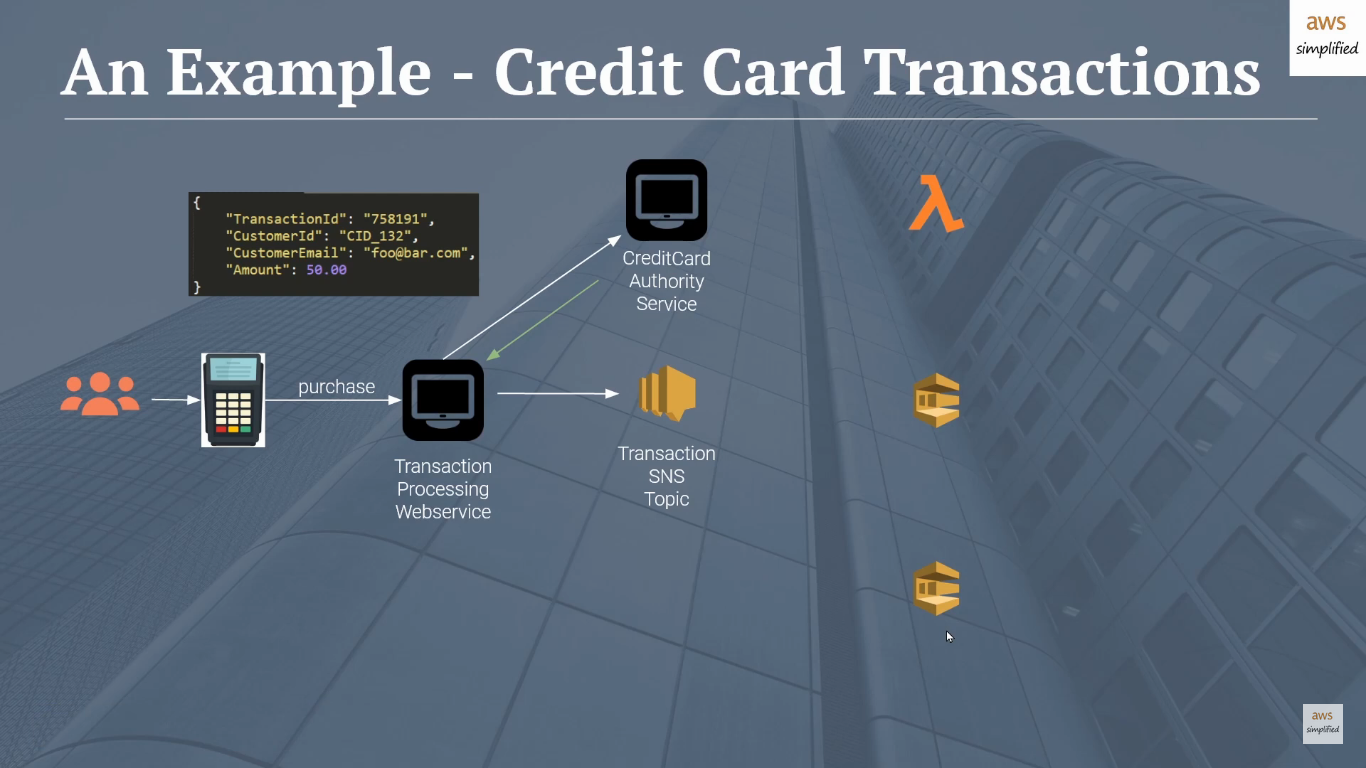 An Example - Credit Card Transactions
aws
simplified
{
"TransactionId": "758191",
"CustomerId": "CID_132",
"CustomerEmail": "foo@bar.com",
"Amount": 50.00
}
CreditCard
Authority
Service
purchase
Transaction
Processing
Webservice
Transaction
SNS
Topic
aws
simplified